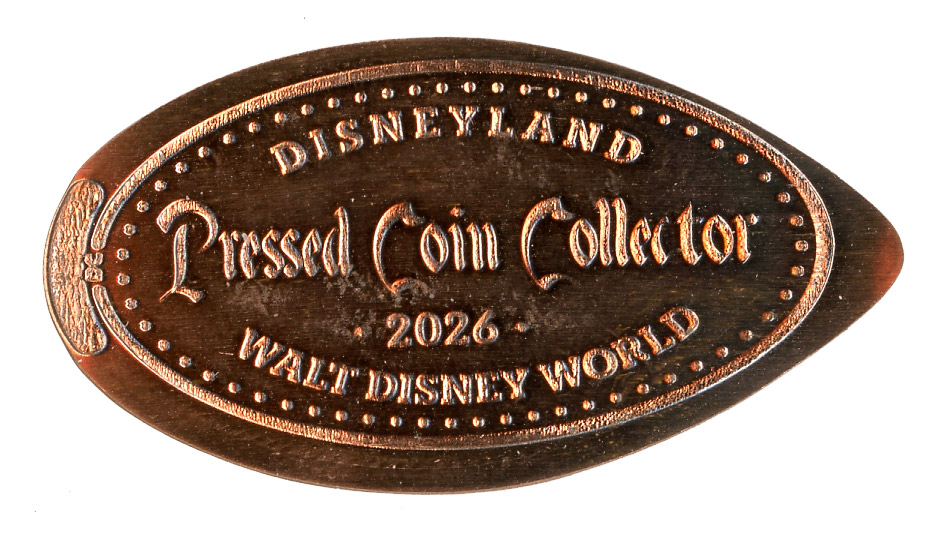 DISNEYLAND
Pressed Coin Collector
· 2026 ·
WALT DISNEY WORLD